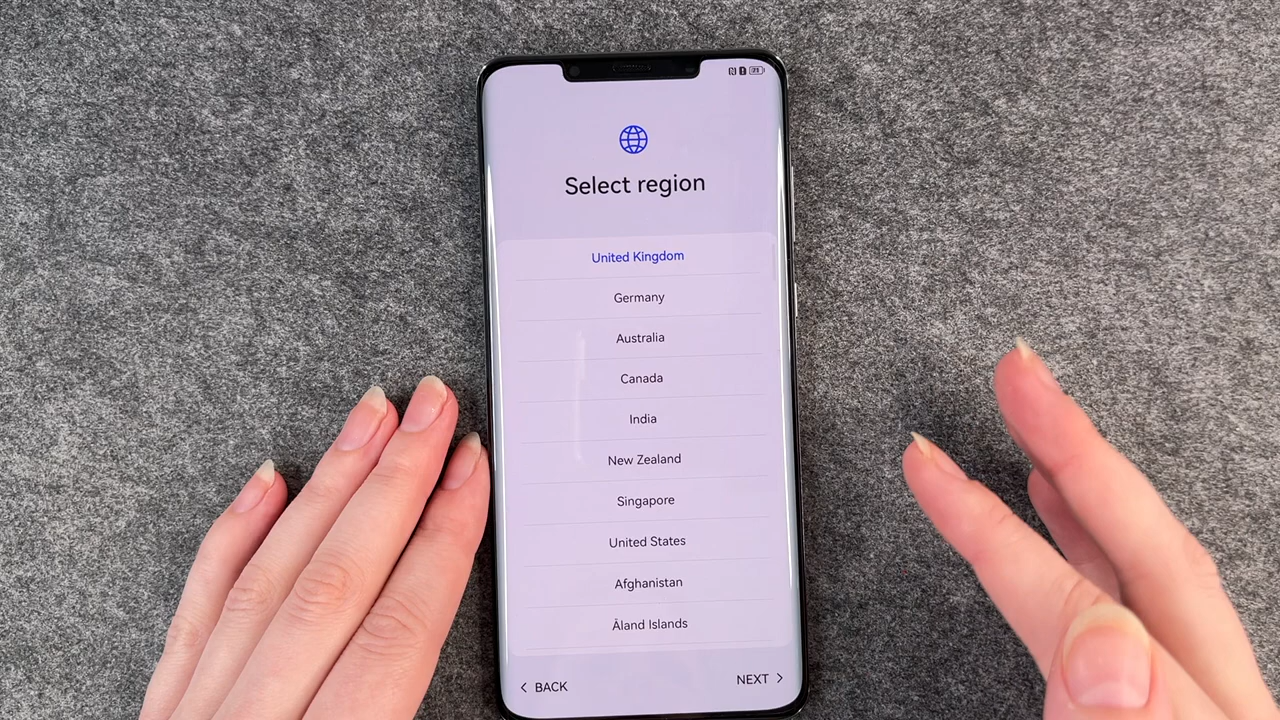 Select region
United Kingdom
Germany
Australia
Canada
India
New Zealand
Singapore
United States
Afghanistan
Åland Islands
BACK
NEXT